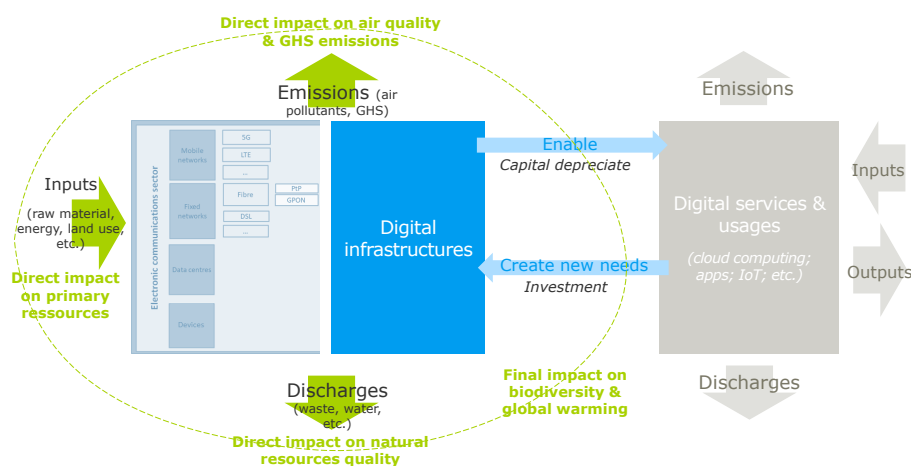 Direct impact on air quality
& GHS emissions
Emissions (air
pollutants, GHS)
Emissions
Electronic communications sector
Mobile
networks
5G
LTE
...
Fixed
networks
Fibre
PtP
GPON
DSL
...
Data centres
Devices
Inputs
(raw material,
energy, land use,
etc.)
Direct impact
on primary
ressources
Digital
infrastructures
Enable
Capital depreciate
Create new needs
Investment
Digital services &
usages
(cloud computing;
apps; IoT; etc.)
Inputs
Outputs
Discharges
(waste, water,
etc.)
Direct impact on natural
resources quality
Final impact on
biodiversity &
global warming
Discharges